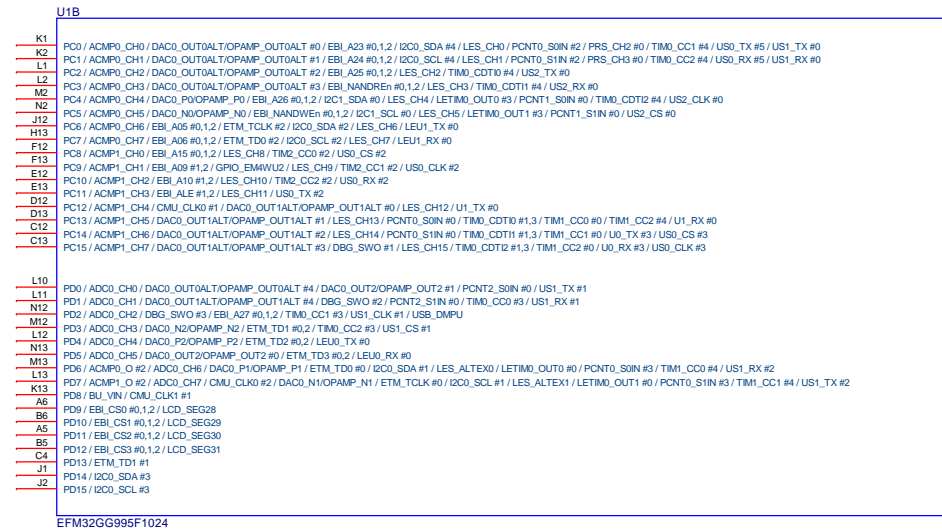 U1B
K1 PC0 / ACMP0_CH0 / DAC0_OUT0ALT/OPAMP_OUT0ALT #0 / EBI_A23 #0,1,2 / I2C0_SDA #4 / LES_CH0 / PCNT0_S0IN #2 / PRS_CH2 #0 / TIM0_CC1 #4 / US0_TX #5 / US1_TX #0
K2 PC1 / ACMP0_CH1 / DAC0_OUT0ALT/OPAMP_OUT0ALT #1 / EBI_A24 #0,1,2 / I2C0_SCL #4 / LES_CH1 / PCNT0_S1IN #2 / PRS_CH3 #0 / TIM0_CC2 #4 / US0_RX #5 / US1_RX #0
L1 PC2 / ACMP0_CH2 / DAC0_OUT0ALT/OPAMP_OUT0ALT #2 / EBI_A25 #0,1,2 / LES_CH2 / TIM0_CDTI0 #4 / US2_TX #0
L2 PC3 / ACMP0_CH3 / DAC0_OUT0ALT/OPAMP_OUT0ALT #3 / EBI_NANDREn #0,1,2 / LES_CH3 / TIM0_CDTI1 #4 / US2_RX #0
M2 PC4 / ACMP0_CH4 / DAC0_P0/OPAMP_P0 / EBI_A26 #0,1,2 / I2C1_SDA #0 / LES_CH4 / LETIM0_OUT0 #3 / PCNT1_S0IN #0 / TIM0_CDTI2 #4 / US2_CLK #0
N2 PC5 / ACMP0_CH5 / DAC0_N0/OPAMP_N0 / EBI_NANDWEn #0,1,2 / I2C1_SCL #0 / LES_CH5 / LETIM0_OUT1 #3 / PCNT1_S1IN #0 / US2_CS #0
J12 PC6 / ACMP0_CH6 / EBI_A05 #0,1,2 / ETM_TCLK #2 / I2C0_SDA #2 / LES_CH6 / LEU1_TX #0
H13 PC7 / ACMP0_CH7 / EBI_A06 #0,1,2 / ETM_TD0 #2 / I2C0_SCL #2 / LES_CH7 / LEU1_RX #0
F12 PC8 / ACMP1_CH0 / EBI_A15 #0,1,2 / LES_CH8 / TIM2_CC0 #2 / US0_CS #2
F13 PC9 / ACMP1_CH1 / EBI_A09 #1,2 / GPIO_EM4WU2 / LES_CH9 / TIM2_CC1 #2 / US0_CLK #2
E12 PC10 / ACMP1_CH2 / EBI_A10 #1,2 / LES_CH10 / TIM2_CC2 #2 / US0_RX #2
E13 PC11 / ACMP1_CH3 / EBI_ALE #1,2 / LES_CH11 / US0_TX #2
D12 PC12 / ACMP1_CH4 / CMU_CLK0 #1 / DAC0_OUT1ALT/OPAMP_OUT1ALT #0 / LES_CH12 / U1_TX #0
D13 PC13 / ACMP1_CH5 / DAC0_OUT1ALT/OPAMP_OUT1ALT #1 / LES_CH13 / PCNT0_S0IN #0 / TIM0_CDTI0 #1,3 / TIM1_CC0 #0 / TIM1_CC2 #4 / U1_RX #0
C12 PC14 / ACMP1_CH6 / DAC0_OUT1ALT/OPAMP_OUT1ALT #2 / LES_CH14 / PCNT0_S1IN #0 / TIM0_CDTI1 #1,3 / TIM1_CC1 #0 / U0_TX #3 / US0_CS #3
C13 PC15 / ACMP1_CH7 / DAC0_OUT1ALT/OPAMP_OUT1ALT #3 / DBG_SWO #1 / LES_CH15 / TIM0_CDTI2 #1,3 / TIM1_CC2 #0 / U0_RX #3 / US0_CLK #3
L10 PD0 / ADC0_CH0 / DAC0_OUT0ALT/OPAMP_OUT0ALT #4 / DAC0_OUT2/OPAMP_OUT2 #1 / PCNT2_S0IN #0 / US1_TX #1
L11 PD1 / ADC0_CH1 / DAC0_OUT1ALT/OPAMP_OUT1ALT #4 / DBG_SWO #2 / PCNT2_S1IN #0 / TIM0_CC0 #3 / US1_RX #1
N12 PD2 / ADC0_CH2 / DBG_SWO #3 / EBI_A27 #0,1,2 / TIM0_CC1 #3 / US1_CLK #1 / USB_DMPU
M12 PD3 / ADC0_CH3 / DAC0_N2/OPAMP_N2 / ETM_TD1 #0,2 / TIM0_CC2 #3 / US1_CS #1
L12 PD4 / ADC0_CH4 / DAC0_P2/OPAMP_P2 / ETM_TD2 #0,2 / LEU0_TX #0
N13 PD5 / ADC0_CH5 / DAC0_OUT2/OPAMP_OUT2 #0 / ETM_TD3 #0,2 / LEU0_RX #0
M13 PD6 / ACMP0_O #2 / ADC0_CH6 / DAC0_P1/OPAMP_P1 / ETM_TD0 #0 / I2C0_SDA #1 / LES_ALTEX0 / LETIM0_OUT0 #0 / PCNT0_S0IN #3 / TIM1_CC0 #4 / US1_RX #2
L13 PD7 / ACMP1_O #2 / ADC0_CH7 / CMU_CLK0 #2 / DAC0_N1/OPAMP_N1 / ETM_TCLK #0 / I2C0_SCL #1 / LES_ALTEX1 / LETIM0_OUT1 #0 / PCNT0_S1IN #3 / TIM1_CC1 #4 / US1_TX #2
K13 PD8 / BU_VIN / CMU_CLK1 #1
A6 PD9 / EBI_CS0 #0,1,2 / LCD_SEG28
B6 PD10 / EBI_CS1 #0,1,2 / LCD_SEG29
A5 PD11 / EBI_CS2 #0,1,2 / LCD_SEG30
B5 PD12 / EBI_CS3 #0,1,2 / LCD_SEG31
C4 PD13 / ETM_TD1 #1
J1 PD14 / I2C0_SDA #3
J2 PD15 / I2C0_SCL #3
EFM32GG995F1024